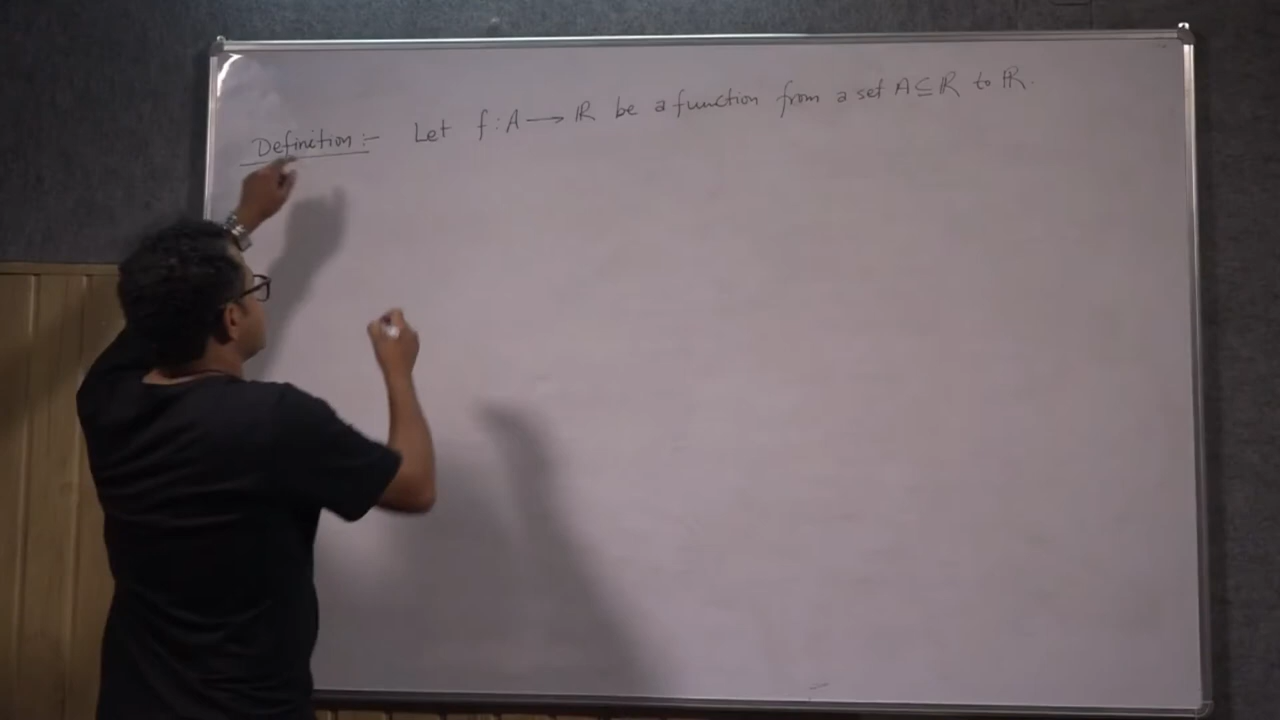 Definition :- Let f : A ⟶ ℝ be a function from a set A ⊆ ℝ to ℝ.